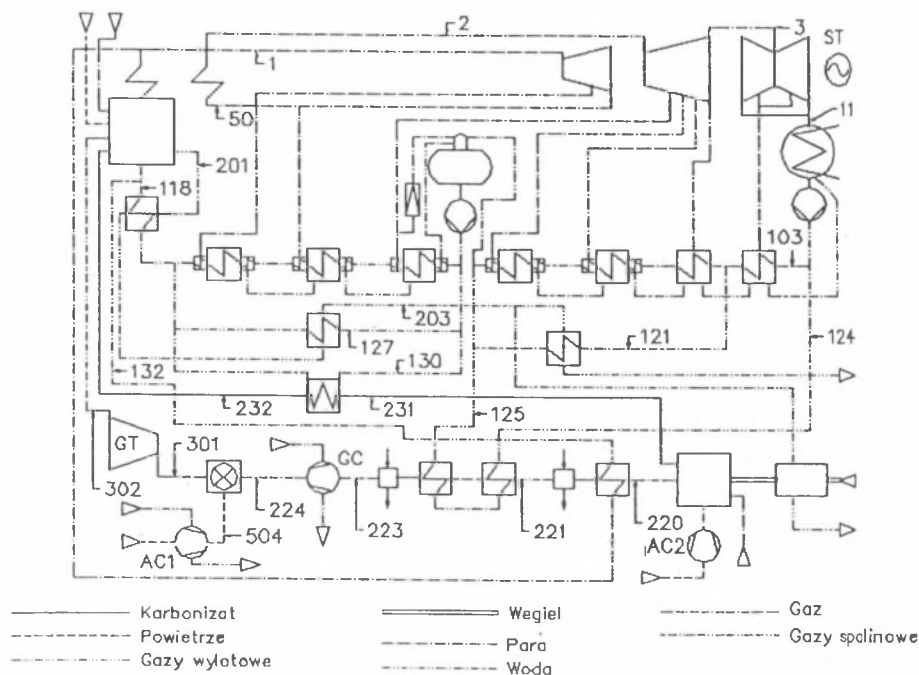 2
3
ST
1
50
11
201
118
103
203
127
121
124
130
132
232
231
125
GT
301
GC
302
224
223
221
220
504
AC1
AC2
Karbonizat
Węgiel
Gaz
Powietrze
Para
Gazy spalinowe
Gazy wylotowe
Woda